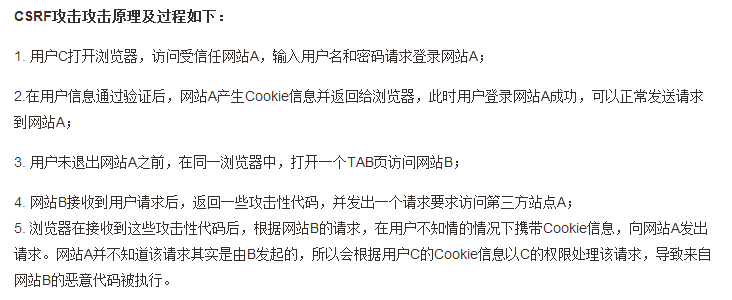 CSRF攻击攻击原理及过程如下：
1. 用户C打开浏览器，访问受信任网站A，输入用户名和密码请求登录网站A；
2.在用户信息通过验证后，网站A产生Cookie信息并返回给浏览器，此时用户登录网站A成功，可以正常发送请求
到网站A；
3. 用户未退出网站A之前，在同一浏览器中，打开一个TAB页访问网站B；
4. 网站B接收到用户请求后，返回一些攻击性代码，并发出一个请求要求访问第三方站点A；
5. 浏览器在接收到这些攻击性代码后，根据网站B的请求，在用户不知情的情况下携带Cookie信息，向网站A发出
请求。网站A并不知道该请求其实是由B发起的，所以会根据用户C的Cookie信息以C的权限处理该请求，导致来自
网站B的恶意代码被执行。